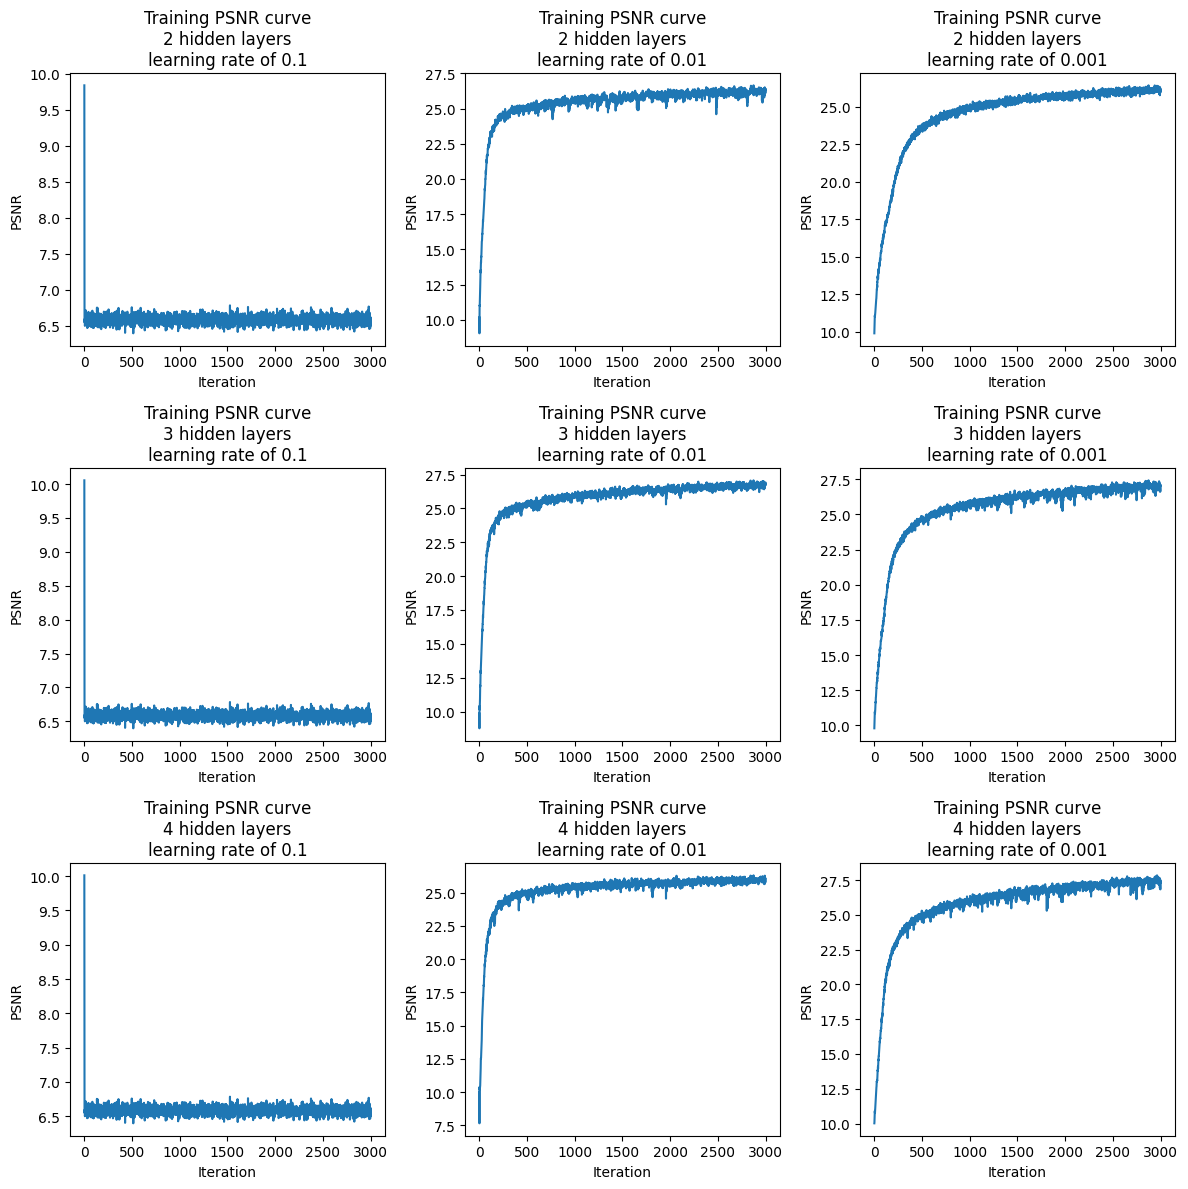 Training PSNR curve
2 hidden layers
learning rate of 0.1
10.0
9.5
9.0
8.5
8.0
7.5
7.0
6.5
PSNR
0 500 1000 1500 2000 2500 3000
Iteration
Training PSNR curve
2 hidden layers
learning rate of 0.01
27.5
25.0
22.5
20.0
17.5
15.0
12.5
10.0
PSNR
0 500 1000 1500 2000 2500 3000
Iteration
Training PSNR curve
2 hidden layers
learning rate of 0.001
25.0
22.5
20.0
17.5
15.0
12.5
10.0
PSNR
0 500 1000 1500 2000 2500 3000
Iteration
Training PSNR curve
3 hidden layers
learning rate of 0.1
10.0
9.5
9.0
8.5
8.0
7.5
7.0
6.5
PSNR
0 500 1000 1500 2000 2500 3000
Iteration
Training PSNR curve
3 hidden layers
learning rate of 0.01
27.5
25.0
22.5
20.0
17.5
15.0
12.5
10.0
PSNR
0 500 1000 1500 2000 2500 3000
Iteration
Training PSNR curve
3 hidden layers
learning rate of 0.001
27.5
25.0
22.5
20.0
17.5
15.0
12.5
10.0
PSNR
0 500 1000 1500 2000 2500 3000
Iteration
Training PSNR curve
4 hidden layers
learning rate of 0.1
10.0
9.5
9.0
8.5
8.0
7.5
7.0
6.5
PSNR
0 500 1000 1500 2000 2500 3000
Iteration
Training PSNR curve
4 hidden layers
learning rate of 0.01
25.0
22.5
20.0
17.5
15.0
12.5
10.0
7.5
PSNR
0 500 1000 1500 2000 2500 3000
Iteration
Training PSNR curve
4 hidden layers
learning rate of 0.001
27.5
25.0
22.5
20.0
17.5
15.0
12.5
10.0
PSNR
0 500 1000 1500 2000 2500 3000
Iteration